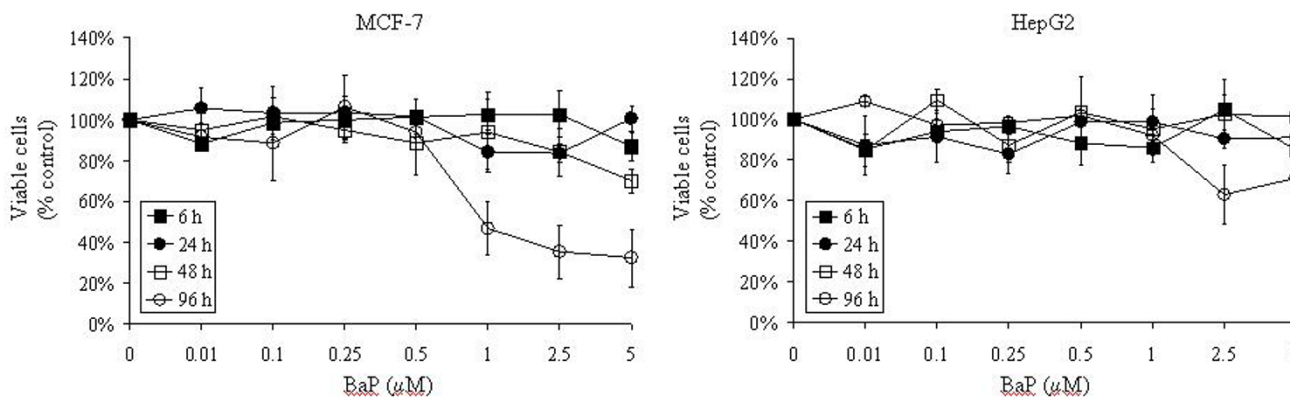 MCF-7
140%
120%
100%
80%
60%
40%
20%
0%
Viable cells
(% control)
6 h
24 h
48 h
96 h
0 0.01 0.1 0.25 0.5 1 2.5 5
BaP (µM)
HepG2
140%
120%
100%
80%
60%
40%
20%
0%
Viable cells
(% control)
6 h
24 h
48 h
96 h
0 0.01 0.1 0.25 0.5 1 2.5
BaP (µM)